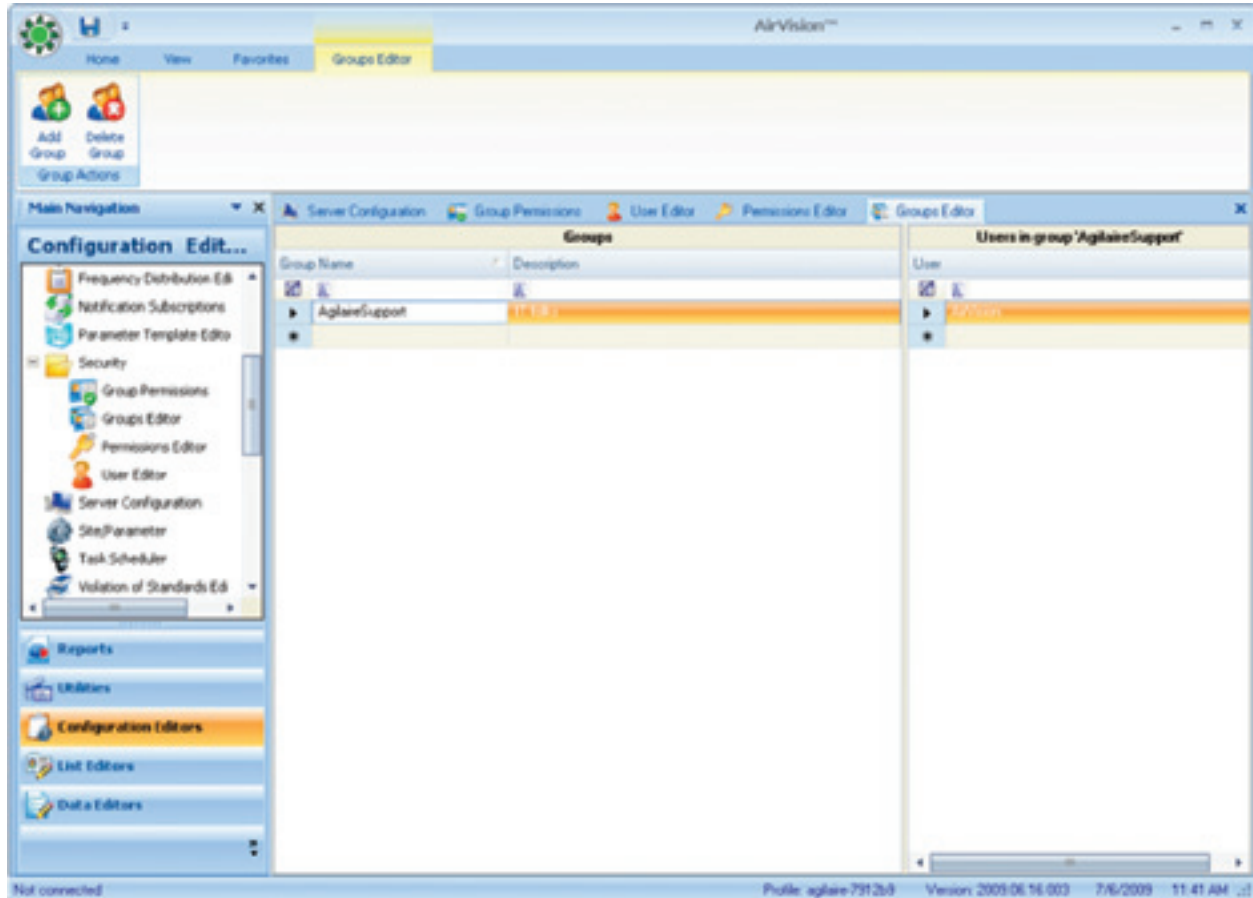 AirVision™
Home View Favorites Groups Editor
Add Group
Delete Group
Group Actions
Main Navigation
Server Configuration Group Permissions User Editor Permissions Editor Groups Editor
Configuration Edit...
Frequency Distribution Edi
Notification Subscriptions
Parameter Template Edito
Security
Group Permissions
Groups Editor
Permissions Editor
User Editor
Server Configuration
Site/Parameter
Task Scheduler
Violation of Standards Edi
Reports
Utilities
Configuration Editors
List Editors
Data Editors
Groups
Group Name Description
AgilaireSupport
Users in group 'AgilaireSupport'
User
AirVision
Not connected
Profile: agilaire-7912b9 Version: 2009.06.16.003 7/6/2009 11:41 AM